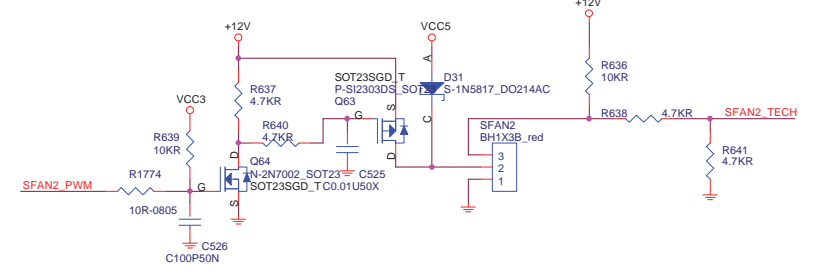 +12V
+12V
VCC5
SOT23SGD_T
D31
P-SI2303DS_SOT23_S-1N5817_DO214AC
Q63
A
R637
4.7KR
R636
10KR
VCC3
S
G
C
R638
4.7KR
SFAN2_TECH
R639
10KR
R640
4.7KR
SFAN2
BH1X3B_red
D
D
3
2
1
R641
4.7KR
Q64
N-2N7002_SOT23
C525
R1774
SFAN2_PWM
G
SOT23SGD_T
C0.01U50X
10R-0805
S
C526
C100P50N